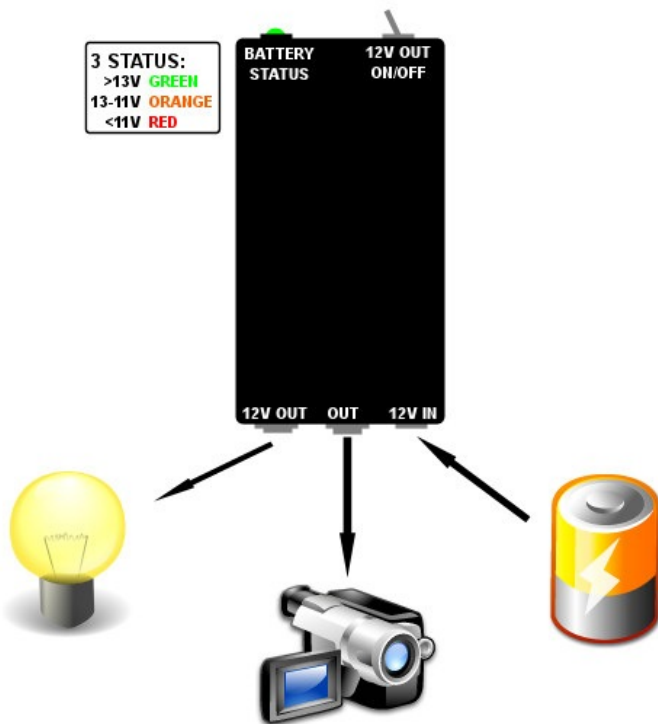 3 STATUS:
>13V GREEN
13-11V ORANGE
<11V RED
BATTERY
STATUS
12V OUT
ON/OFF
12V OUT
OUT
12V IN